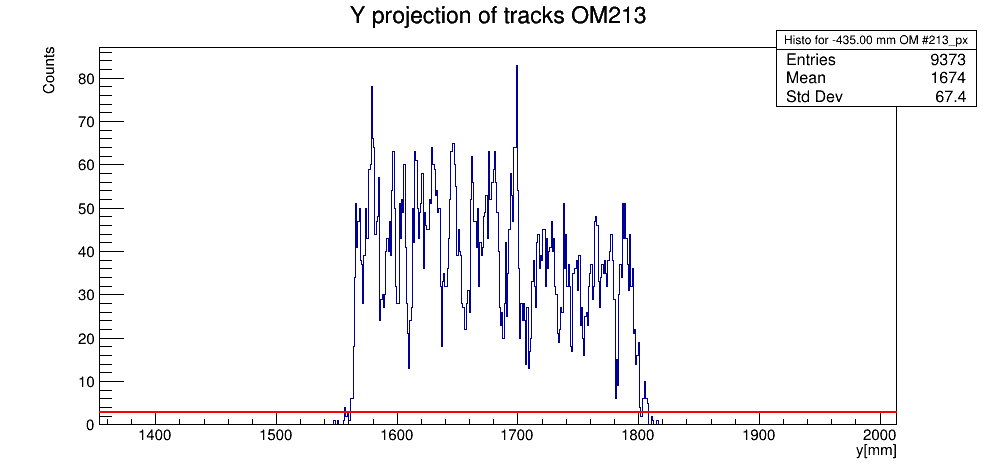 Y projection of tracks OM213
Histo for -435.00 mm OM #213_px
Entries 9373
Mean 1674
Std Dev 67.4
Counts
80
70
60
50
40
30
20
10
0
1400 1500 1600 1700 1800 1900 2000
y[mm]